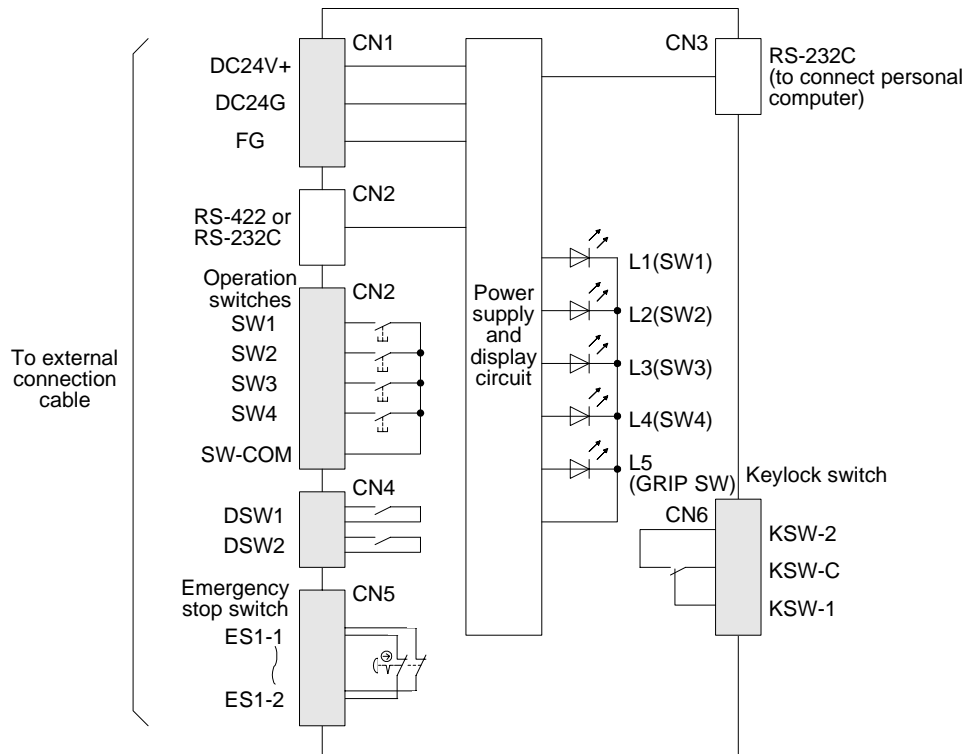 To external
connection
cable
CN1
DC24V+
DC24G
FG
CN2
RS-422 or
RS-232C
Operation
switches
CN2
SW1
SW2
SW3
SW4
SW-COM
CN4
DSW1
DSW2
Emergency
stop switch
CN5
ES1-1
ES1-2
Power
supply
and
display
circuit
L1(SW1)
L2(SW2)
L3(SW3)
L4(SW4)
L5
(GRIP SW)
CN3
RS-232C
(to connect personal
computer)
Keylock switch
CN6
KSW-2
KSW-C
KSW-1